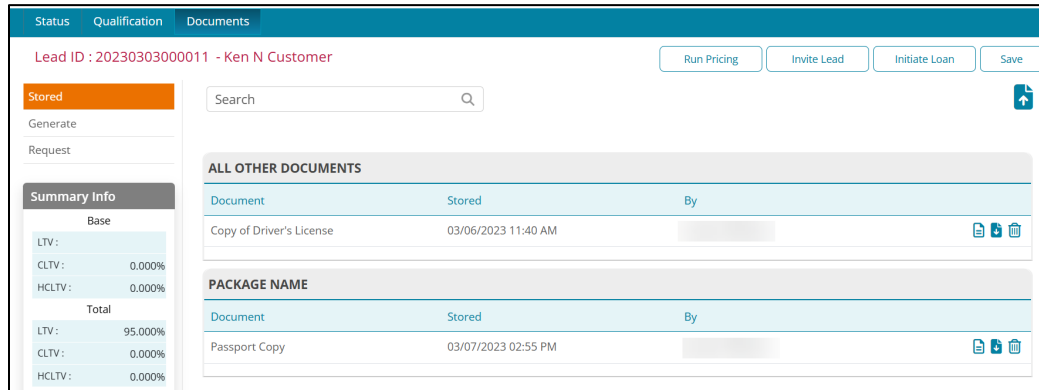 Status Qualification Documents
Lead ID : 20230303000011 - Ken N Customer
Run Pricing Invite Lead Initiate Loan Save
Stored
Generate
Request
Search
ALL OTHER DOCUMENTS
Document Stored By
Copy of Driver's License 03/06/2023 11:40 AM
PACKAGE NAME
Document Stored By
Passport Copy 03/07/2023 02:55 PM
Summary Info
Base
LTV :
CLTV : 0.000%
HCLTV : 0.000%
Total
LTV : 95.000%
CLTV : 0.000%
HCLTV : 0.000%